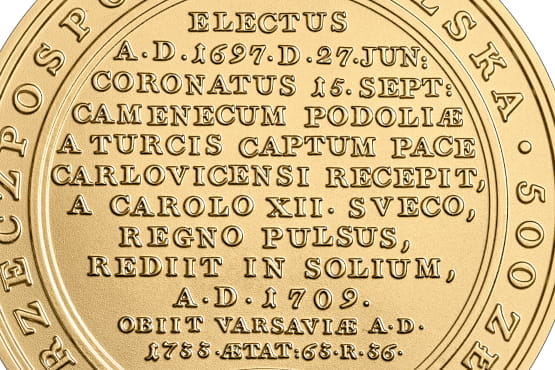 ELECTUS
A·D·1697·D·27·JUN:
CORONATUS 15·SEPT:
CAMENECUM PODOLIÆ
A TURCIS CAPTUM PACE
CARLOVICENSI RECEPIT,
A CAROLO XII· SVECO,
REGNO PULSUS,
REDIIT IN SOLIUM,
A·D·1709·
OBIIT VARSAVIÆ A·D·
1733·ÆTAT:63·R·36·
RZECZPOSPO
LSKA · 500 Z